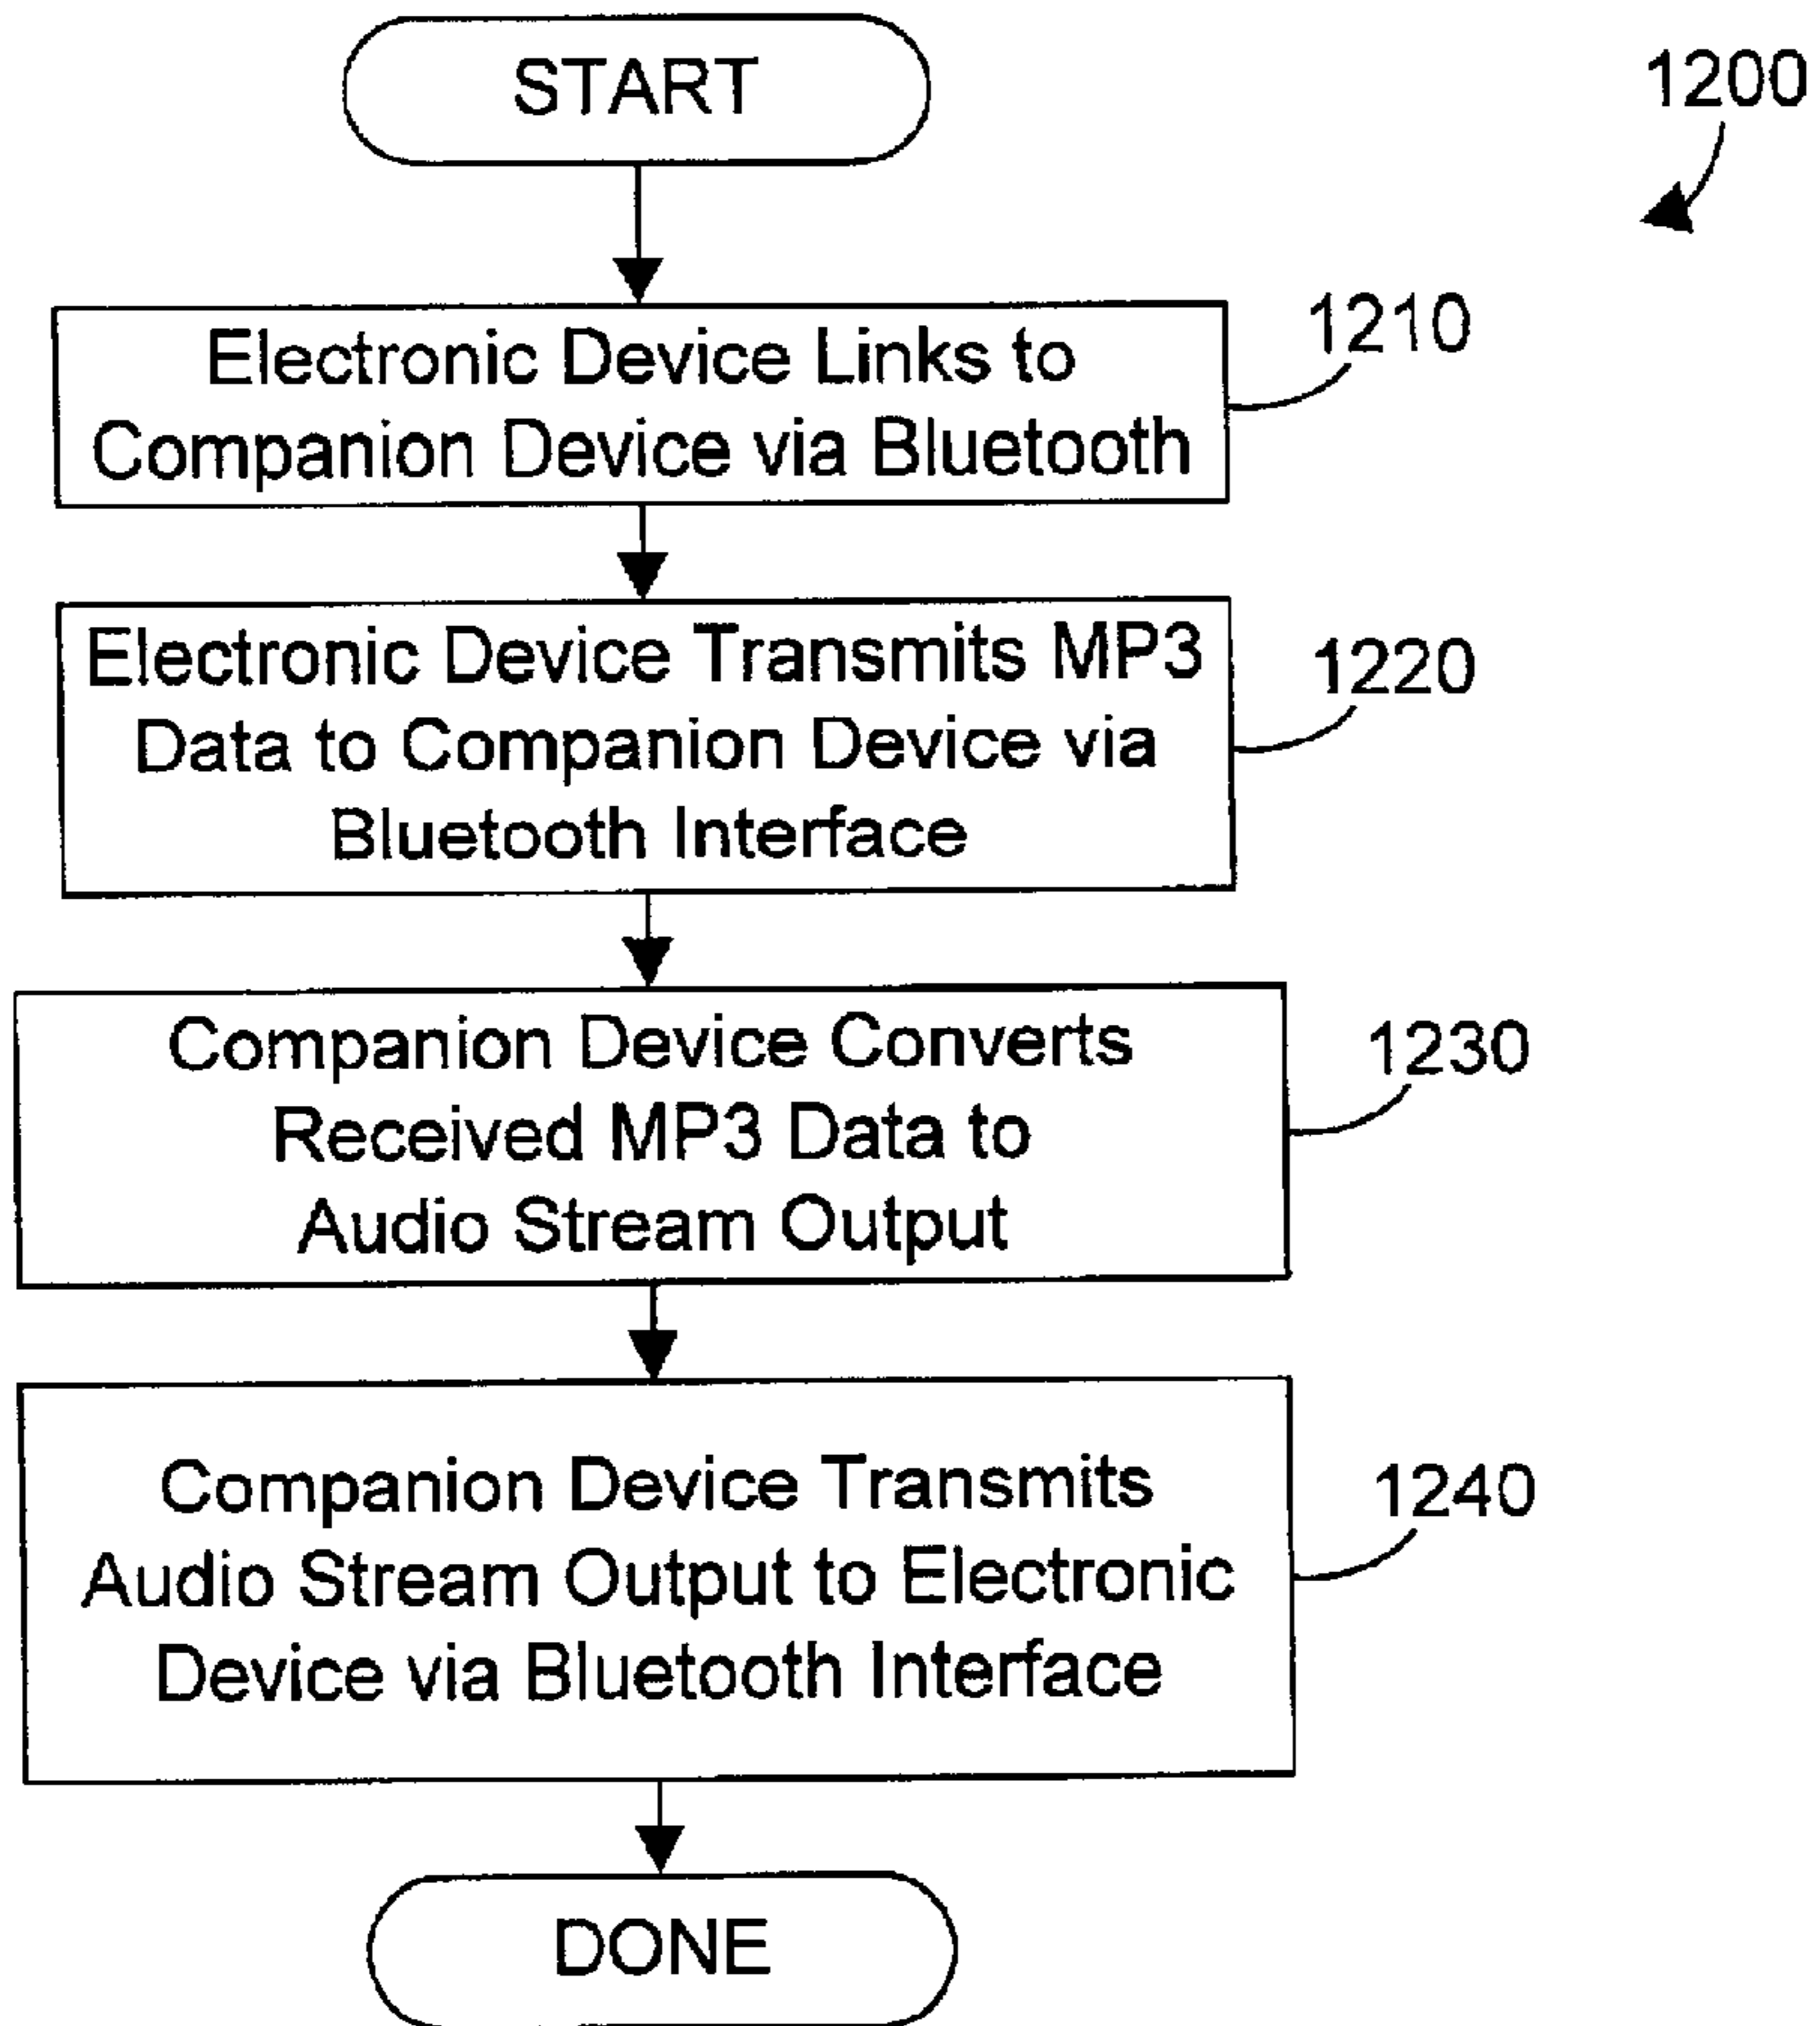 START
1200
Electronic Device Links to
Companion Device via Bluetooth
1210
Electronic Device Transmits MP3
Data to Companion Device via
Bluetooth Interface
1220
Companion Device Converts
Received MP3 Data to
Audio Stream Output
1230
Companion Device Transmits
Audio Stream Output to Electronic
Device via Bluetooth Interface
1240
DONE